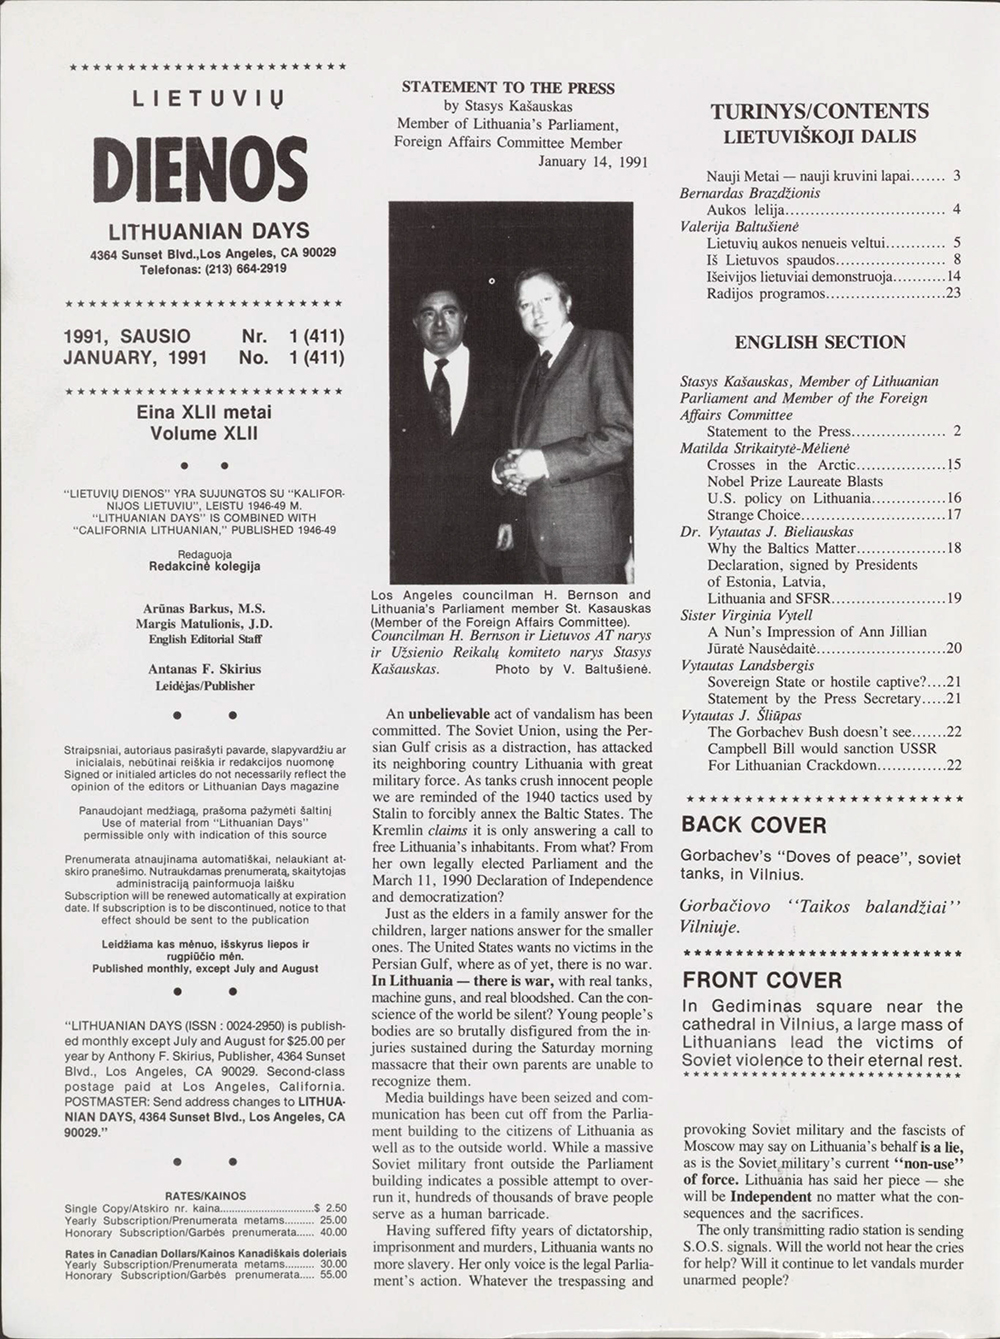 LIETUVIŲ
DIENOS
LITHUANIAN DAYS
4364 Sunset Blvd.,Los Angeles, CA 90029
Telefonas: (213) 664-2919
1991, SAUSIO Nr. 1 (411)
JANUARY, 1991 No. 1 (411)
Eina XLII metai
Volume XLII
"LIETUVIŲ DIENOS" YRA SUJUNGTOS SU "KALIFOR-
NIJOS LIETUVIU", LEISTU 1946-49 M.
"LITHUANIAN DAYS" IS COMBINED WITH
"CALIFORNIA LITHUANIAN," PUBLISHED 1946-49
Redaguoja
Redakcinė kolegija
Arūnas Barkus, M.S.
Margis Matulionis, J.D.
English Editorial Staff
Antanas F. Skirius
Leidėjas/Publisher
Straipsniai, autoriaus pasirašyti pavarde, slapyvardžiu ar
inicialais, nebūtinai reiškia ir redakcijos nuomonę
Signed or initialed articles do not necessarily reflect the
opinion of the editors or Lithuanian Days magazine
Panaudojant medžiagą, prašoma pažymėti šaltinį
Use of material from "Lithuanian Days"
permissible only with indication of this source
Prenumerata atnaujinama automatiškai, nelaukiant at-
skiro pranešimo. Nutraukdamas prenumeratą, skaitytojas
administraciją painformuoja laišku
Subscription will be renewed automatically at expiration
date. If subscription is to be discontinued, notice to that
effect should be sent to the publication
Leidžiama kas mėnuo, išskyrus liepos ir
rugpiūčio mėn.
Published monthly, except July and August
"LITHUANIAN DAYS (ISSN : 0024-2950) is publish-
ed monthly except July and August for $25.00 per
year by Anthony F. Skirius, Publisher, 4364 Sunset
Blvd., Los Angeles, CA 90029. Second-class
postage paid at Los Angeles, California.
POSTMASTER: Send address changes to LITHUA-
NIAN DAYS, 4364 Sunset Blvd., Los Angeles, CA
90029."
RATES/KAINOS
Single Copy/Atskiro nr. kaina................................$ 2.50
Yearly Subscription/Prenumerata metams.......... 25.00
Honorary Subscription/Garbės prenumerata...... 40.00
Rates in Canadian Dollars/Kainos Kanadiškais doleriais
Yearly Subscription/Prenumerata metams.......... 30.00
Honorary Subscription/Garbės prenumerata..... 55.00
STATEMENT TO THE PRESS
by Stasys Kašauskas
Member of Lithuania's Parliament,
Foreign Affairs Committee Member
January 14, 1991
Los Angeles councilman H. Bernson and
Lithuania's Parliament member St. Kasauskas
(Member of the Foreign Affairs Committee).
Councilman H. Bernson ir Lietuvos AT narys
ir Užsienio Reikalų komiteto narys Stasys
Kašauskas. Photo by V. Baltušienė.
An unbelievable act of vandalism has been
committed. The Soviet Union, using the Per-
sian Gulf crisis as a distraction, has attacked
its neighboring country Lithuania with great
military force. As tanks crush innocent people
we are reminded of the 1940 tactics used by
Stalin to forcibly annex the Baltic States. The
Kremlin claims it is only answering a call to
free Lithuania's inhabitants. From what? From
her own legally elected Parliament and the
March 11, 1990 Declaration of Independence
and democratization?
Just as the elders in a family answer for the
children, larger nations answer for the smaller
ones. The United States wants no victims in the
Persian Gulf, where as of yet, there is no war.
In Lithuania — there is war, with real tanks,
machine guns, and real bloodshed. Can the con-
science of the world be silent? Young people's
bodies are so brutally disfigured from the in-
juries sustained during the Saturday morning
massacre that their own parents are unable to
recognize them.
Media buildings have been seized and com-
munication has been cut off from the Parlia-
ment building to the citizens of Lithuania as
well as to the outside world. While a massive
Soviet military front outside the Parliament
building indicates a possible attempt to over-
run it, hundreds of thousands of brave people
serve as a human barricade.
Having suffered fifty years of dictatorship,
imprisonment and murders, Lithuania wants no
more slavery. Her only voice is the legal Parlia-
ment's action. Whatever the trespassing and
TURINYS/CONTENTS
LIETUVIŠKOJI DALIS
Nauji Metai — nauji kruvini lapai....... 3
Bernardas Brazdžionis
Aukos lelija................................ 4
Valerija Baltušienė
Lietuvių aukos nenueis veltui............ 5
Iš Lietuvos spaudos...................... 8
Išeivijos lietuviai demonstruoja..........14
Radijos programos........................23
ENGLISH SECTION
Stasys Kašauskas, Member of Lithuanian
Parliament and Member of the Foreign
Affairs Committee
Statement to the Press................... 2
Matilda Strikaitytė-Mėlienė
Crosses in the Arctic..................15
Nobel Prize Laureate Blasts
U.S. policy on Lithuania...............16
Strange Choice.............................17
Dr. Vytautas J. Bieliauskas
Why the Baltics Matter..................18
Declaration, signed by Presidents
of Estonia, Latvia,
Lithuania and SFSR.......................19
Sister Virginia Vytell
A Nun's Impression of Ann Jillian
Jūratė Nausėdaitė..........................20
Vytautas Landsbergis
Sovereign State or hostile captive?....21
Statement by the Press Secretary.....21
Vytautas J. Šliūpas
The Gorbachev Bush doesn't see.......22
Campbell Bill would sanction USSR
For Lithuanian Crackdown..............22
BACK COVER
Gorbachev's "Doves of peace", soviet
tanks, in Vilnius.
Gorbačiovo "Taikos balandžiai"
Vilniuje.
FRONT COVER
In Gediminas square near the
cathedral in Vilnius, a large mass of
Lithuanians lead the victims of
Soviet violence to their eternal rest.
provoking Soviet military and the fascists of
Moscow may say on Lithuania's behalf is a lie,
as is the Soviet military's current "non-use"
of force. Lithuania has said her piece — she
will be Independent no matter what the con-
sequences and the sacrifices.
The only transmitting radio station is sending
S.O.S. signals. Will the world not hear the cries
for help? Will it continue to let vandals murder
unarmed people?